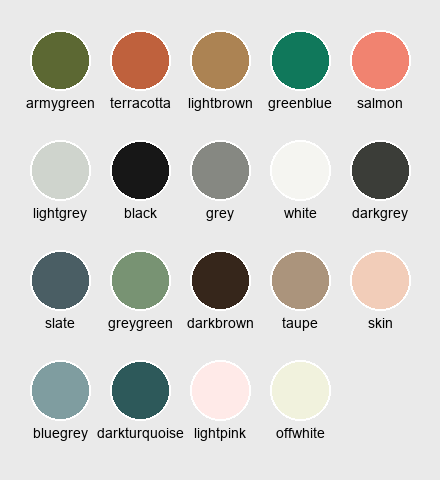 armygreen terracotta lightbrown greenblue salmon
lightgrey black grey white darkgrey
slate greygreen darkbrown taupe skin
bluegrey darkturquoise lightpink offwhite